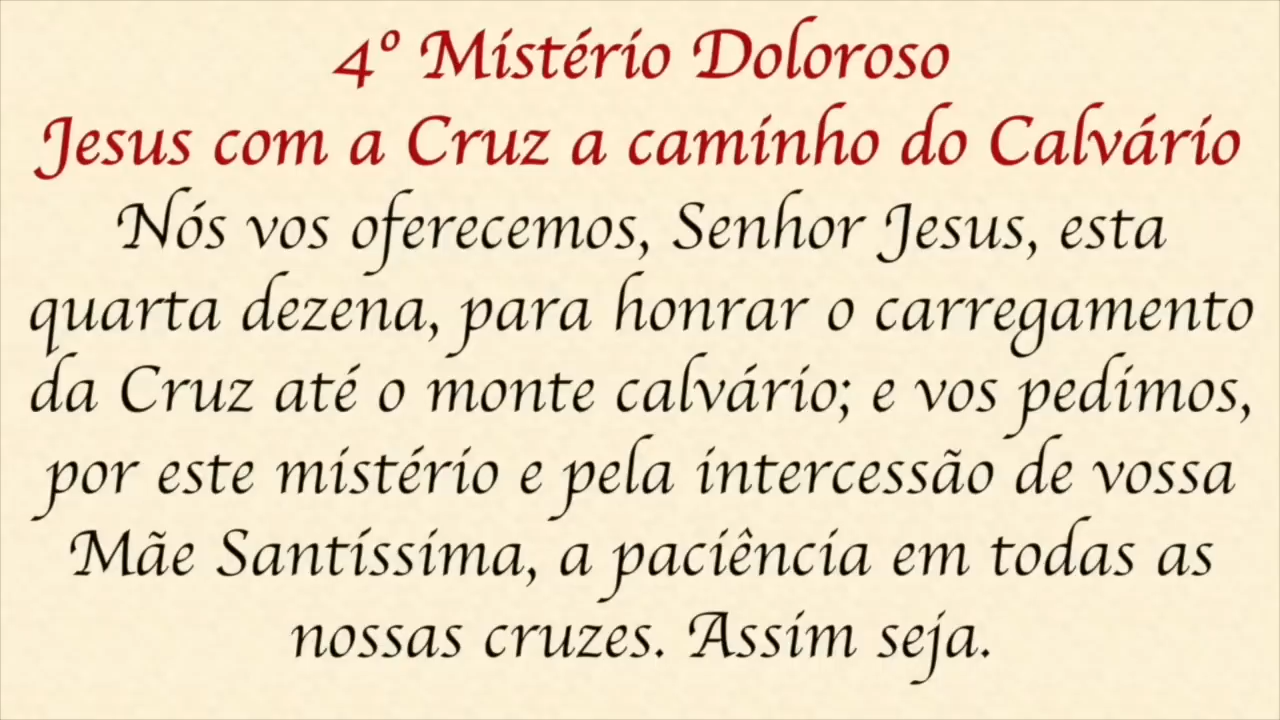 4º Mistério Doloroso
Jesus com a Cruz a caminho do Calvário
Nós vos oferecemos, Senhor Jesus, esta
quarta dezena, para honrar o carregamento
da Cruz até o monte calvário; e vos pedimos,
por este mistério e pela intercessão de vossa
Mãe Santíssima, a paciência em todas as
nossas cruzes. Assim seja.